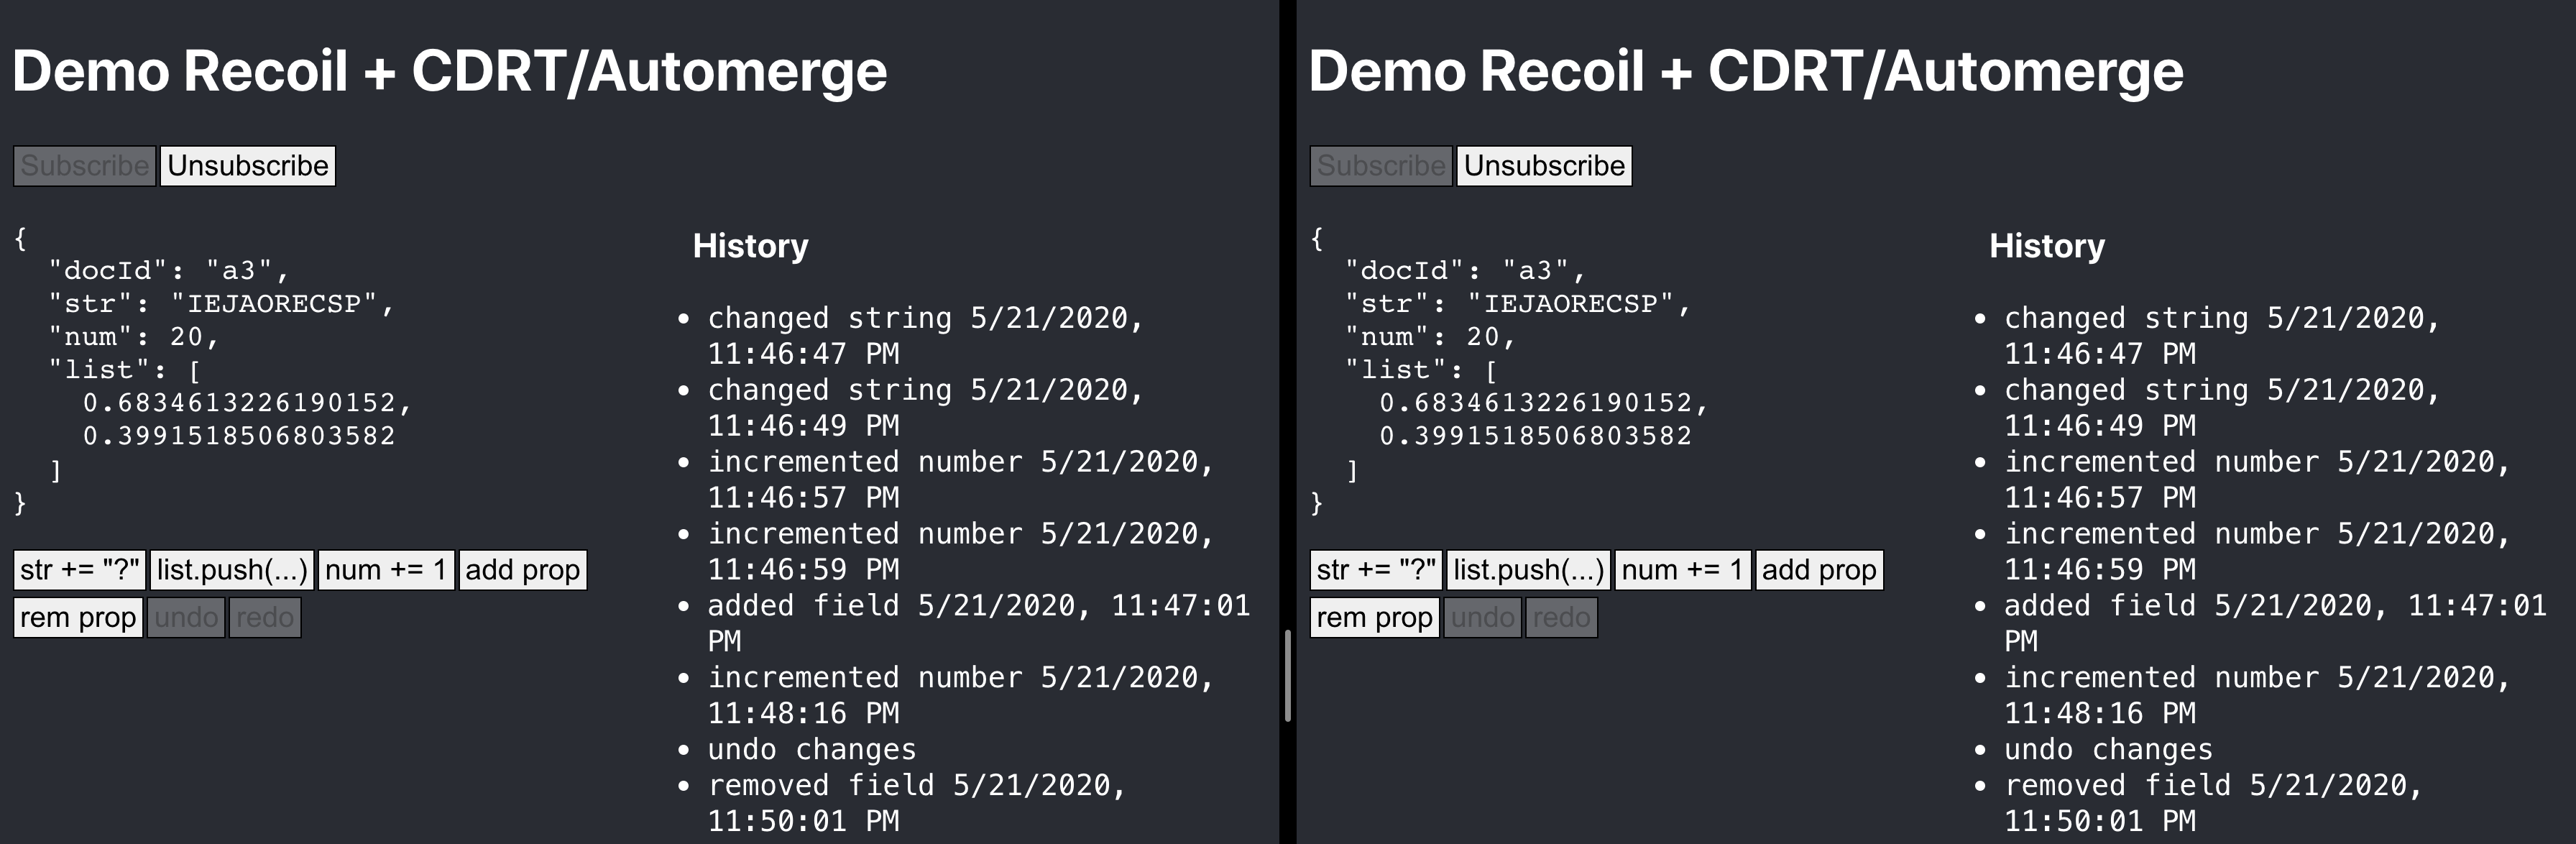 Demo Recoil + CDRT/Automerge
Subscribe Unsubscribe
{
"docId": "a3",
"str": "IEJAORECSP",
"num": 20,
"list": [
0.6834613226190152,
0.3991518506803582
]
}
str += "?" list.push(...) num += 1 add prop
rem prop undo redo
History
• changed string 5/21/2020,
11:46:47 PM
• changed string 5/21/2020,
11:46:49 PM
• incremented number 5/21/2020,
11:46:57 PM
• incremented number 5/21/2020,
11:46:59 PM
• added field 5/21/2020, 11:47:01
PM
• incremented number 5/21/2020,
11:48:16 PM
• undo changes
• removed field 5/21/2020,
11:50:01 PM
Demo Recoil + CDRT/Automerge
Subscribe Unsubscribe
{
"docId": "a3",
"str": "IEJAORECSP",
"num": 20,
"list": [
0.6834613226190152,
0.3991518506803582
]
}
str += "?" list.push(...) num += 1 add prop
rem prop undo redo
History
• changed string 5/21/2020,
11:46:47 PM
• changed string 5/21/2020,
11:46:49 PM
• incremented number 5/21/2020,
11:46:57 PM
• incremented number 5/21/2020,
11:46:59 PM
• added field 5/21/2020, 11:47:01
PM
• incremented number 5/21/2020,
11:48:16 PM
• undo changes
• removed field 5/21/2020,
11:50:01 PM